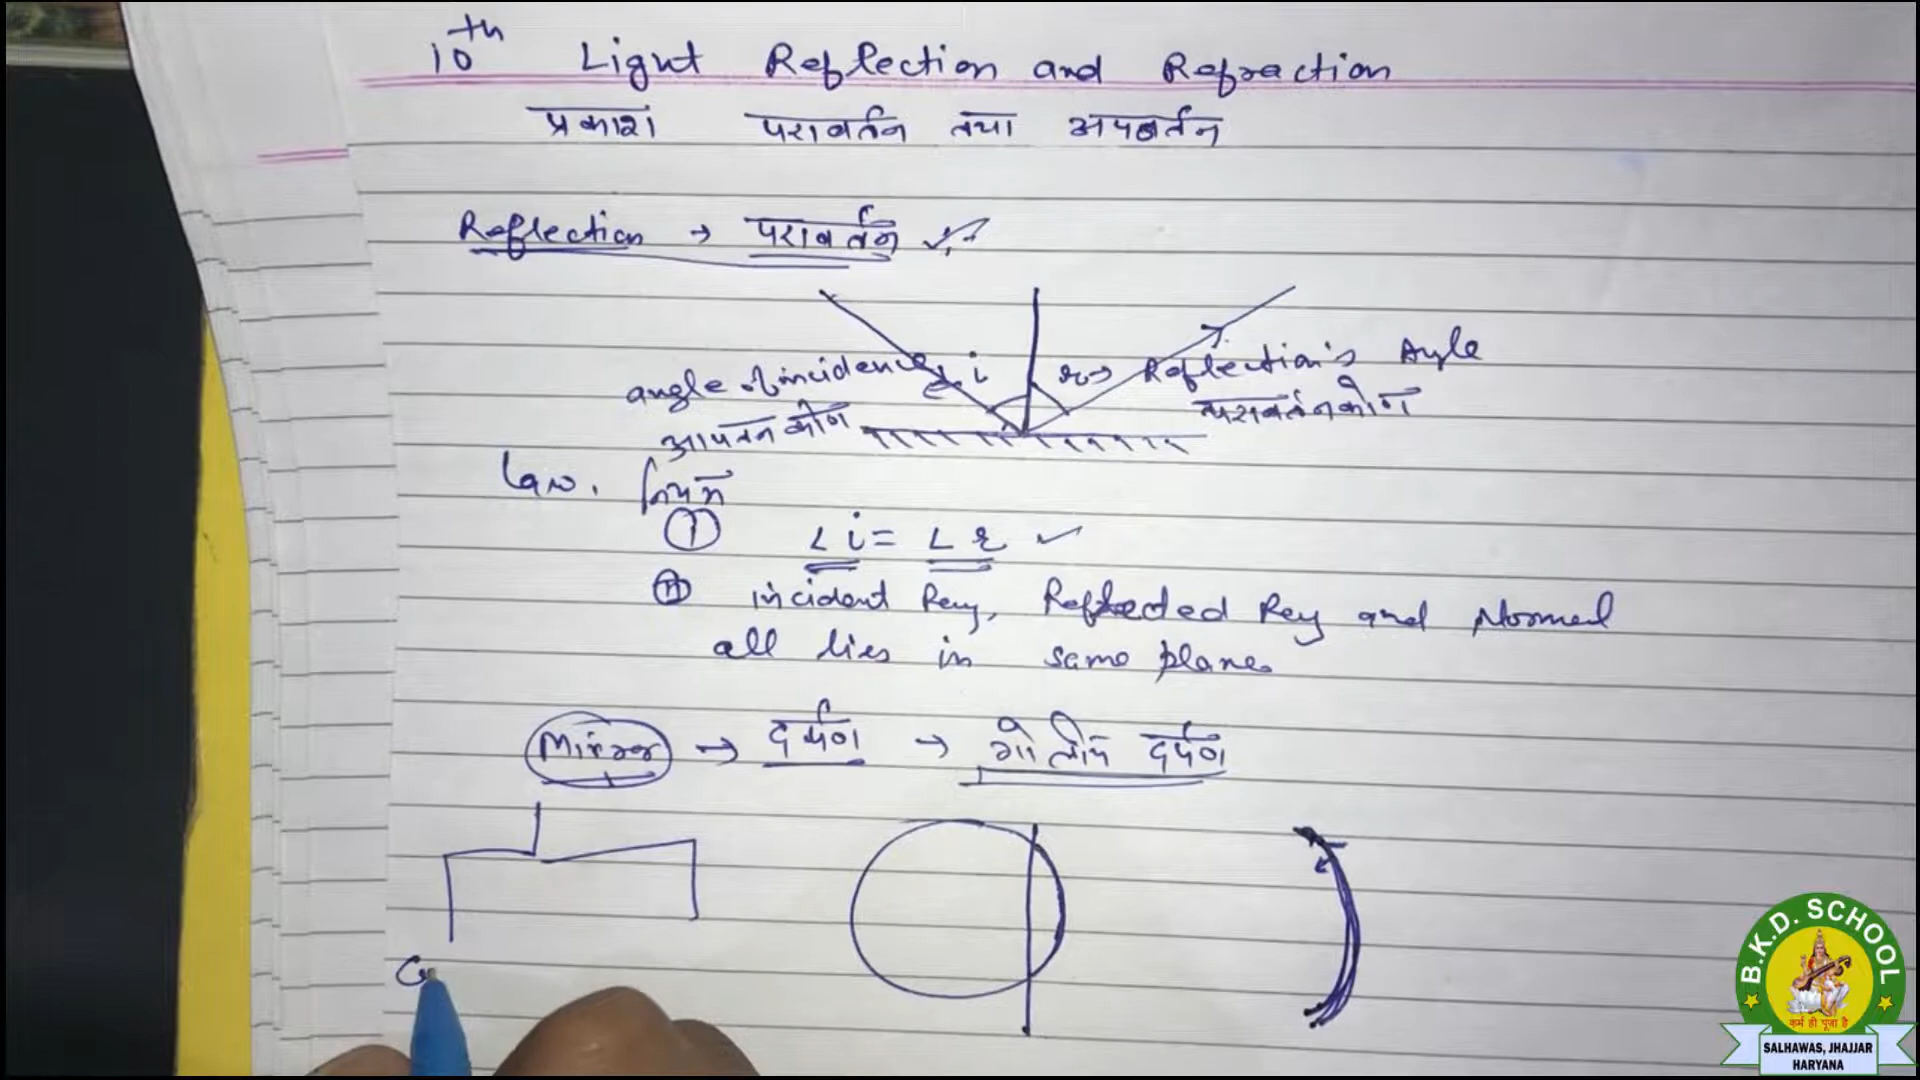 10th Light Reflection and Refraction
प्रकाश परावर्तन तथा अपवर्तन
Reflection → परावर्तन
angle of incidence i r → Reflection's Angle
आपतन कोण परावर्तन कोण
Law. नियम
① ∠i = ∠r ✓
② incident Ray, Reflected Ray and Normal
all lies in same plane.
Mirror → दर्पण → गोलीय दर्पण
B.K.D. SCHOOL
कर्म ही पूजा है
SALHAWAS, JHAJJAR
HARYANA